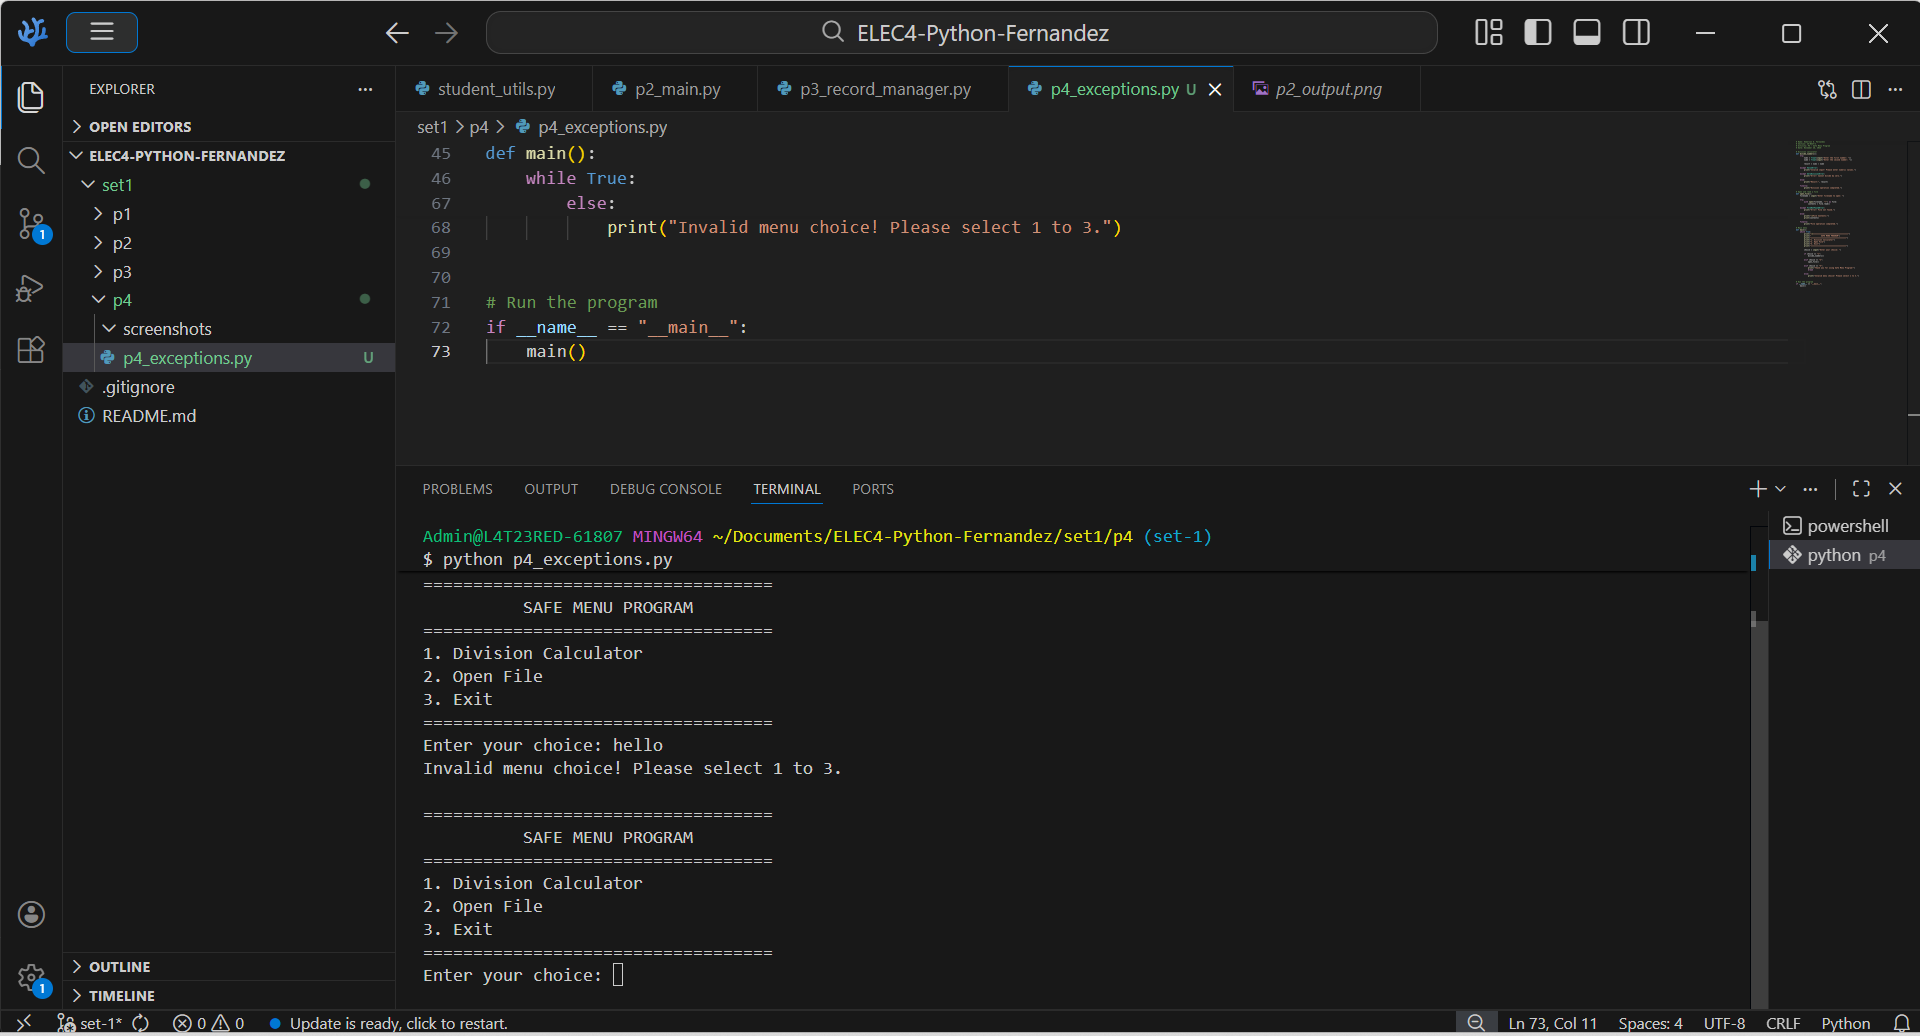 ELEC4-Python-Fernandez
EXPLORER
student_utils.py
p2_main.py
p3_record_manager.py
p4_exceptions.py U
p2_output.png
OPEN EDITORS
ELEC4-PYTHON-FERNANDEZ
set1
p1
p2
p3
p4
screenshots
p4_exceptions.py U
.gitignore
README.md
OUTLINE
TIMELINE
1
1
set1 > p4 > p4_exceptions.py
45 def main():
46 while True:
67 else:
68 print("Invalid menu choice! Please select 1 to 3.")
69
70
71 # Run the program
72 if __name__ == "__main__":
73 main()
PROBLEMS OUTPUT DEBUG CONSOLE TERMINAL PORTS
Admin@L4T23RED-61807 MINGW64 ~/Documents/ELEC4-Python-Fernandez/set1/p4 (set-1)
$ python p4_exceptions.py
===================================
SAFE MENU PROGRAM
===================================
1. Division Calculator
2. Open File
3. Exit
===================================
Enter your choice: hello
Invalid menu choice! Please select 1 to 3.
===================================
SAFE MENU PROGRAM
===================================
1. Division Calculator
2. Open File
3. Exit
===================================
Enter your choice:
powershell
python p4
set-1* 0 0 Update is ready, click to restart. Ln 73, Col 11 Spaces: 4 UTF-8 CRLF Python